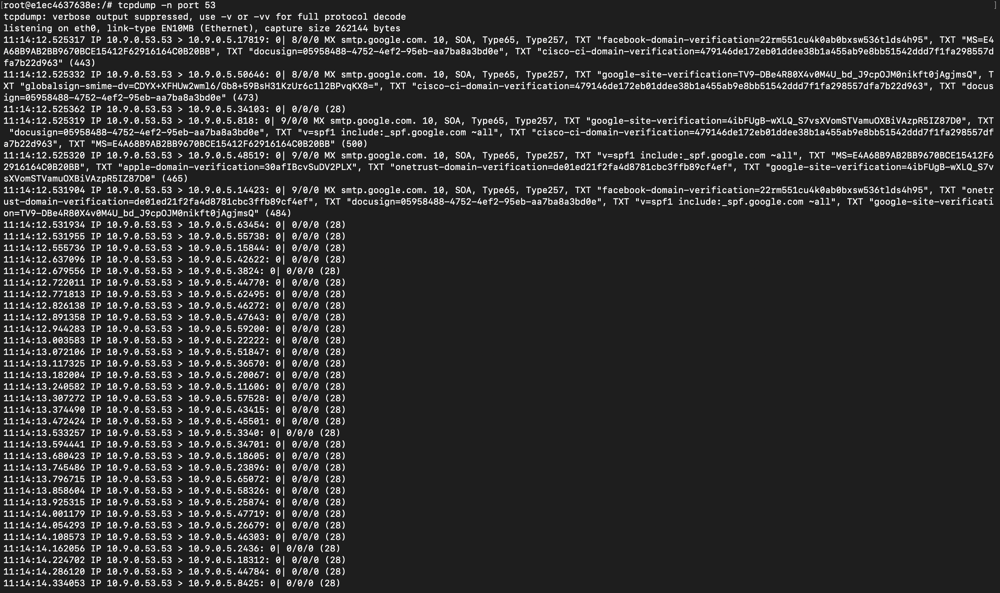 [root@e1ec4637638e:/# tcpdump -n port 53 ]
tcpdump: verbose output suppressed, use -v or -vv for full protocol decode
listening on eth0, link-type EN10MB (Ethernet), capture size 262144 bytes
11:14:12.525317 IP 10.9.0.53.53 > 10.9.0.5.17819: 0| 8/0/0 MX smtp.google.com. 10, SOA, Type65, Type257, TXT "facebook-domain-verification=22rm551cu4k0ab0bxsw536tlds4h95", TXT "MS=E4
A68B9AB2BB9670BCE15412F62916164C0B20BB", TXT "docusign=05958488-4752-4ef2-95eb-aa7ba8a3bd0e", TXT "cisco-ci-domain-verification=479146de172eb01ddee38b1a455ab9e8bb51542ddd7f1fa298557d
fa7b22d963" (443)
11:14:12.525332 IP 10.9.0.53.53 > 10.9.0.5.50646: 0| 8/0/0 MX smtp.google.com. 10, SOA, Type65, Type257, TXT "google-site-verification=TV9-DBe4R80X4v0M4U_bd_J9cpOJM0nikft0jAgjmsQ", T
XT "globalsign-smime-dv=CDYX+XFHUw2wml6/Gb8+59BsH31KzUr6c1l2BPvqKX8=", TXT "cisco-ci-domain-verification=479146de172eb01ddee38b1a455ab9e8bb51542ddd7f1fa298557dfa7b22d963", TXT "docus
ign=05958488-4752-4ef2-95eb-aa7ba8a3bd0e" (473)
11:14:12.525362 IP 10.9.0.53.53 > 10.9.0.5.34103: 0| 0/0/0 (28)
11:14:12.525319 IP 10.9.0.53.53 > 10.9.0.5.818: 0| 9/0/0 MX smtp.google.com. 10, SOA, Type65, Type257, TXT "google-site-verification=4ibFUgB-wXLQ_S7vsXVomSTVamuOXBiVAzpR5IZ87D0", TXT
 "docusign=05958488-4752-4ef2-95eb-aa7ba8a3bd0e", TXT "v=spf1 include:_spf.google.com ~all", TXT "cisco-ci-domain-verification=479146de172eb01ddee38b1a455ab9e8bb51542ddd7f1fa298557df
a7b22d963", TXT "MS=E4A68B9AB2BB9670BCE15412F62916164C0B20BB" (500)
11:14:12.525320 IP 10.9.0.53.53 > 10.9.0.5.48519: 0| 9/0/0 MX smtp.google.com. 10, SOA, Type65, Type257, TXT "v=spf1 include:_spf.google.com ~all", TXT "MS=E4A68B9AB2BB9670BCE15412F6
2916164C0B20BB", TXT "apple-domain-verification=30afIBcvSuDV2PLX", TXT "onetrust-domain-verification=de01ed21f2fa4d8781cbc3ffb89cf4ef", TXT "google-site-verification=4ibFUgB-wXLQ_S7v
sXVomSTVamuOXBiVAzpR5IZ87D0" (465)
11:14:12.531904 IP 10.9.0.53.53 > 10.9.0.5.14423: 0| 9/0/0 MX smtp.google.com. 10, SOA, Type65, Type257, TXT "facebook-domain-verification=22rm551cu4k0ab0bxsw536tlds4h95", TXT "onetr
ust-domain-verification=de01ed21f2fa4d8781cbc3ffb89cf4ef", TXT "docusign=05958488-4752-4ef2-95eb-aa7ba8a3bd0e", TXT "v=spf1 include:_spf.google.com ~all", TXT "google-site-verificati
on=TV9-DBe4R80X4v0M4U_bd_J9cpOJM0nikft0jAgjmsQ" (484)
11:14:12.531934 IP 10.9.0.53.53 > 10.9.0.5.63454: 0| 0/0/0 (28)
11:14:12.531955 IP 10.9.0.53.53 > 10.9.0.5.55738: 0| 0/0/0 (28)
11:14:12.555736 IP 10.9.0.53.53 > 10.9.0.5.15844: 0| 0/0/0 (28)
11:14:12.637096 IP 10.9.0.53.53 > 10.9.0.5.42622: 0| 0/0/0 (28)
11:14:12.679556 IP 10.9.0.53.53 > 10.9.0.5.3824: 0| 0/0/0 (28)
11:14:12.722011 IP 10.9.0.53.53 > 10.9.0.5.44770: 0| 0/0/0 (28)
11:14:12.771813 IP 10.9.0.53.53 > 10.9.0.5.62495: 0| 0/0/0 (28)
11:14:12.826138 IP 10.9.0.53.53 > 10.9.0.5.46272: 0| 0/0/0 (28)
11:14:12.891358 IP 10.9.0.53.53 > 10.9.0.5.47643: 0| 0/0/0 (28)
11:14:12.944283 IP 10.9.0.53.53 > 10.9.0.5.59200: 0| 0/0/0 (28)
11:14:13.003583 IP 10.9.0.53.53 > 10.9.0.5.22222: 0| 0/0/0 (28)
11:14:13.072106 IP 10.9.0.53.53 > 10.9.0.5.51847: 0| 0/0/0 (28)
11:14:13.117325 IP 10.9.0.53.53 > 10.9.0.5.36570: 0| 0/0/0 (28)
11:14:13.182004 IP 10.9.0.53.53 > 10.9.0.5.20067: 0| 0/0/0 (28)
11:14:13.240582 IP 10.9.0.53.53 > 10.9.0.5.11606: 0| 0/0/0 (28)
11:14:13.307272 IP 10.9.0.53.53 > 10.9.0.5.57528: 0| 0/0/0 (28)
11:14:13.374490 IP 10.9.0.53.53 > 10.9.0.5.43415: 0| 0/0/0 (28)
11:14:13.472424 IP 10.9.0.53.53 > 10.9.0.5.45501: 0| 0/0/0 (28)
11:14:13.533257 IP 10.9.0.53.53 > 10.9.0.5.3340: 0| 0/0/0 (28)
11:14:13.594441 IP 10.9.0.53.53 > 10.9.0.5.34701: 0| 0/0/0 (28)
11:14:13.680423 IP 10.9.0.53.53 > 10.9.0.5.18605: 0| 0/0/0 (28)
11:14:13.745486 IP 10.9.0.53.53 > 10.9.0.5.23896: 0| 0/0/0 (28)
11:14:13.796715 IP 10.9.0.53.53 > 10.9.0.5.65072: 0| 0/0/0 (28)
11:14:13.858604 IP 10.9.0.53.53 > 10.9.0.5.58326: 0| 0/0/0 (28)
11:14:13.925315 IP 10.9.0.53.53 > 10.9.0.5.25874: 0| 0/0/0 (28)
11:14:14.001179 IP 10.9.0.53.53 > 10.9.0.5.47719: 0| 0/0/0 (28)
11:14:14.054293 IP 10.9.0.53.53 > 10.9.0.5.26679: 0| 0/0/0 (28)
11:14:14.108573 IP 10.9.0.53.53 > 10.9.0.5.46303: 0| 0/0/0 (28)
11:14:14.162056 IP 10.9.0.53.53 > 10.9.0.5.2436: 0| 0/0/0 (28)
11:14:14.224702 IP 10.9.0.53.53 > 10.9.0.5.18312: 0| 0/0/0 (28)
11:14:14.286120 IP 10.9.0.53.53 > 10.9.0.5.44784: 0| 0/0/0 (28)
11:14:14.334053 IP 10.9.0.53.53 > 10.9.0.5.8425: 0| 0/0/0 (28)